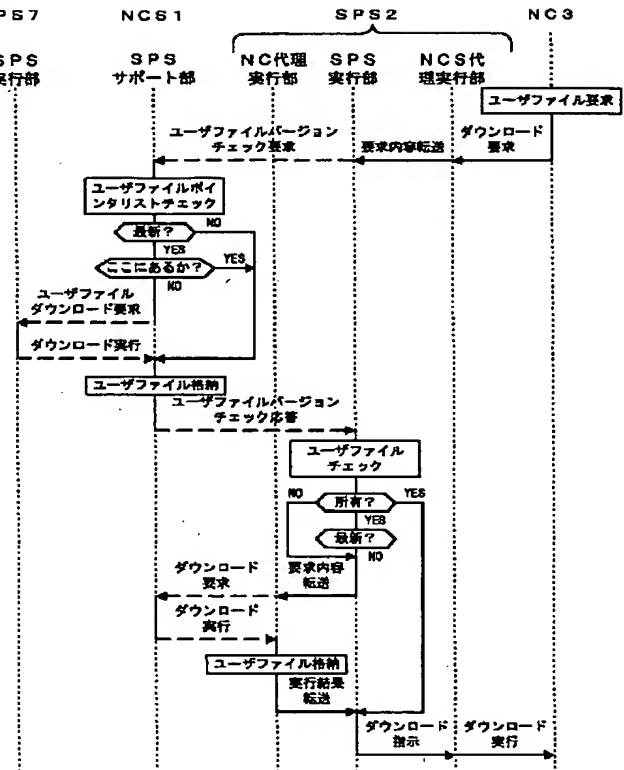 PS7 NCS1 SPS2 NC3
SPS
実行部
SPS
サポート部
NC代理
実行部
SPS
実行部
NCS代
理実行部
ユーザファイル要求
ユーザファイルバージョン
チェック要求
要求内容転送
ダウンロード
要求
ユーザファイルポイ
ンタリストチェック
最新?
NO
YES
ここにあるか?
YES
NO
ユーザファイル
ダウンロード要求
ダウンロード実行
ユーザファイル格納
ユーザファイルバージョン
チェック応答
ユーザファイル
チェック
NO
所有?
YES
YES
最新?
NO
ダウンロード
要求
要求内容
転送
ダウンロード
実行
ユーザファイル格納
実行結果
転送
ダウンロード
指示
ダウンロード
実行